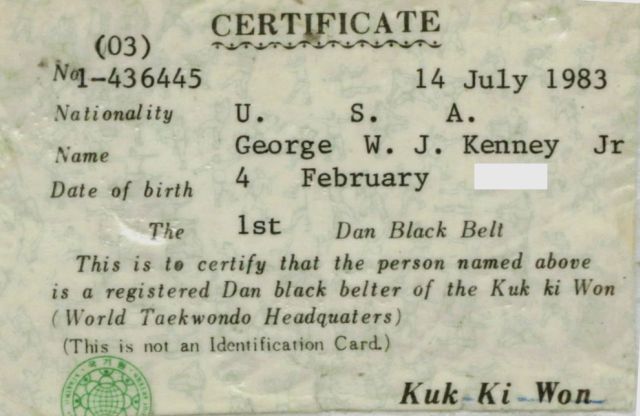 CERTIFICATE
(03)
No1-436445 14 July 1983
Nationality U. S. A.
Name George W. J. Kenney Jr
Date of birth 4 February
The 1st Dan Black Belt
This is to certify that the person named above
is a registered Dan black belter of the Kuk ki Won
(World Taekwondo Headquaters)
(This is not an Identification Card.)
Kuk Ki Won